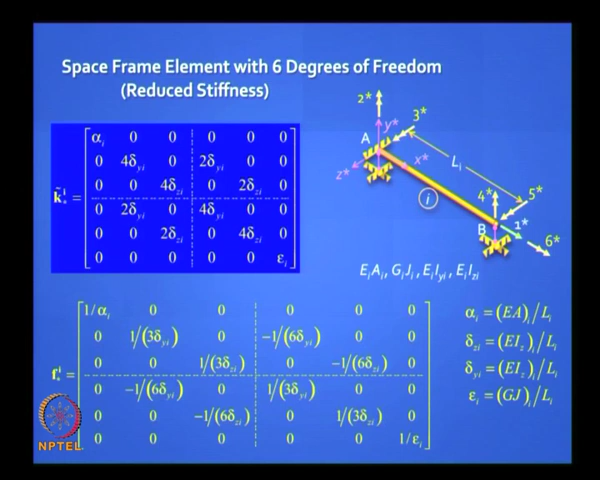 Space Frame Element with 6 Degrees of Freedom
(Reduced Stiffness)
2*
3*
A
y*
z*
x*
L_i
i
4*
5*
B
1*
6*
k̃_*^i =
α_i 0 0 0 0 0
0 4δ_yi 0 2δ_yi 0 0
0 0 4δ_zi 0 2δ_zi 0
0 2δ_yi 0 4δ_yi 0 0
0 0 2δ_zi 0 4δ_zi 0
0 0 0 0 0 ε_i
E_iA_i, G_iJ_i, E_iI_yi, E_iI_zi
f_*^i =
1/α_i 0 0 0 0 0
0 1/(3δ_yi) 0 -1/(6δ_yi) 0 0
0 0 1/(3δ_zi) 0 -1/(6δ_zi) 0
0 -1/(6δ_yi) 0 1/(3δ_yi) 0 0
0 0 -1/(6δ_zi) 0 1/(3δ_zi) 0
0 0 0 0 0 1/ε_i
α_i = (EA)_i/L_i
δ_zi = (EI_z)_i/L_i
δ_yi = (EI_z)_i/L_i
ε_i = (GJ)_i/L_i
NPTEL